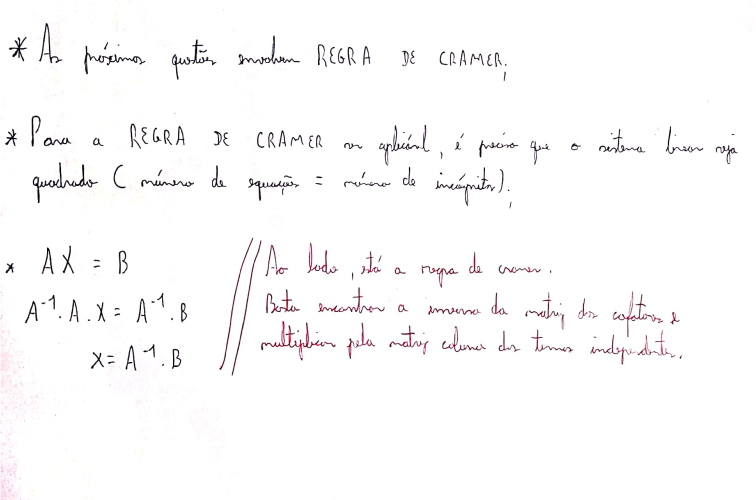 * As próximas questões envolvem REGRA DE CRAMER;
* Para a REGRA DE CRAMER ser aplicável, é preciso que o sistema linear seja
quadrado (número de equações = número de incógnitas);
* AX = B
A⁻¹. A . X = A⁻¹ . B
X = A⁻¹ . B
Ao lado, está a regra de cramer.
Basta encontrar a inversa da matriz dos cofatores e
multiplicar pela matriz coluna dos termos independentes.